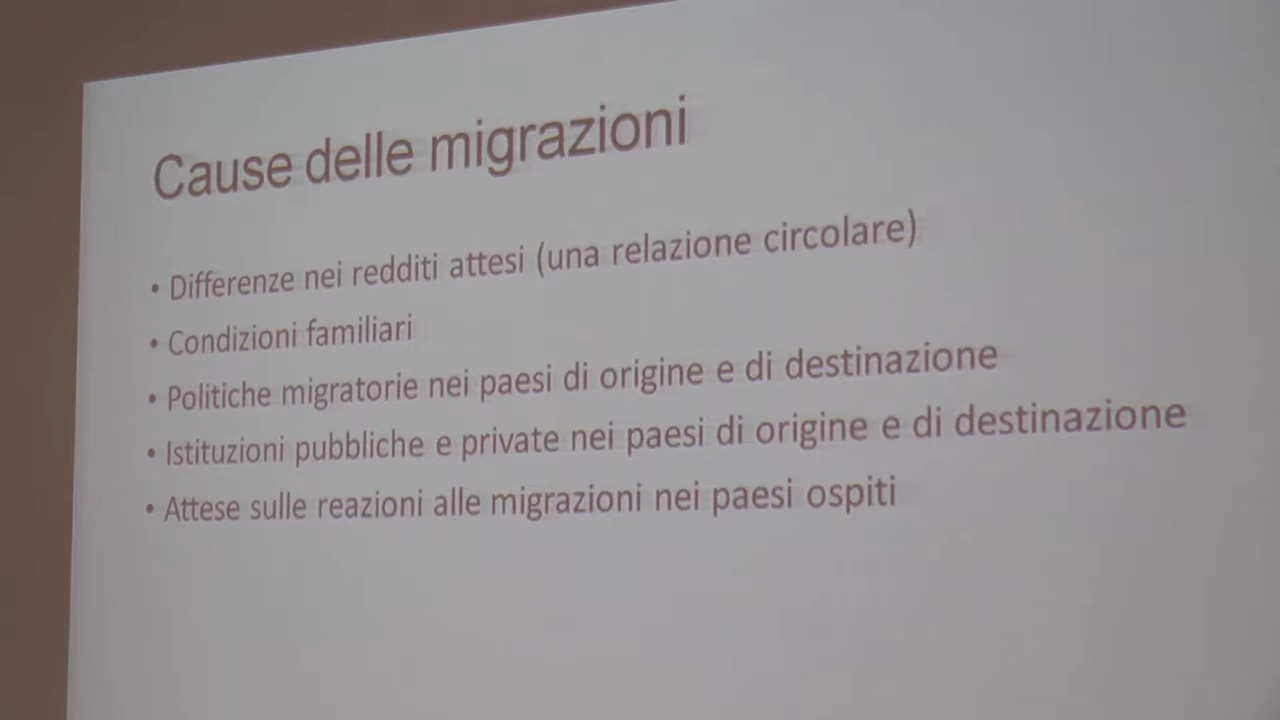 Cause delle migrazioni
• Differenze nei redditi attesi (una relazione circolare)
• Condizioni familiari
• Politiche migratorie nei paesi di origine e di destinazione
• Istituzioni pubbliche e private nei paesi di origine e di destinazione
• Attese sulle reazioni alle migrazioni nei paesi ospiti